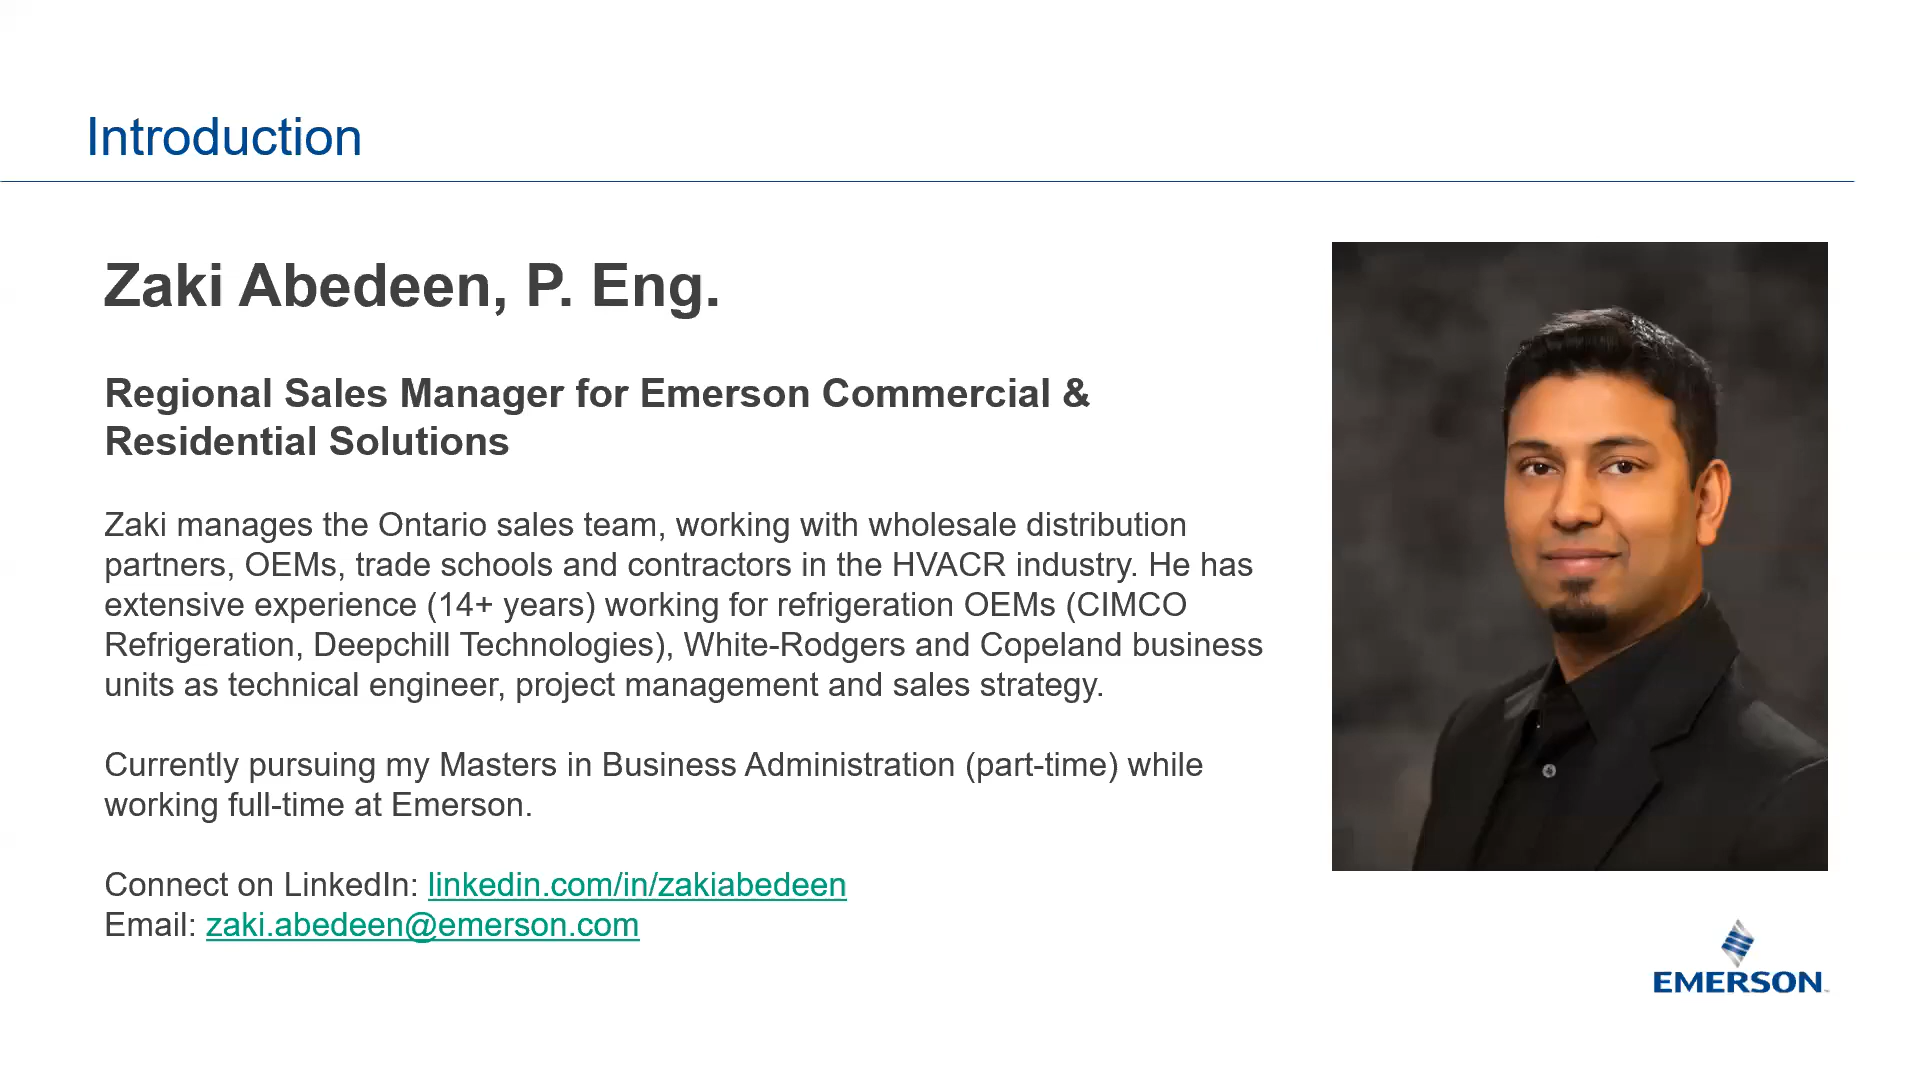 Introduction
Zaki Abedeen, P. Eng.
Regional Sales Manager for Emerson Commercial &
Residential Solutions
Zaki manages the Ontario sales team, working with wholesale distribution
partners, OEMs, trade schools and contractors in the HVACR industry. He has
extensive experience (14+ years) working for refrigeration OEMs (CIMCO
Refrigeration, Deepchill Technologies), White-Rodgers and Copeland business
units as technical engineer, project management and sales strategy.
Currently pursuing my Masters in Business Administration (part-time) while
working full-time at Emerson.
Connect on LinkedIn: linkedin.com/in/zakiabedeen
Email: zaki.abedeen@emerson.com
EMERSON